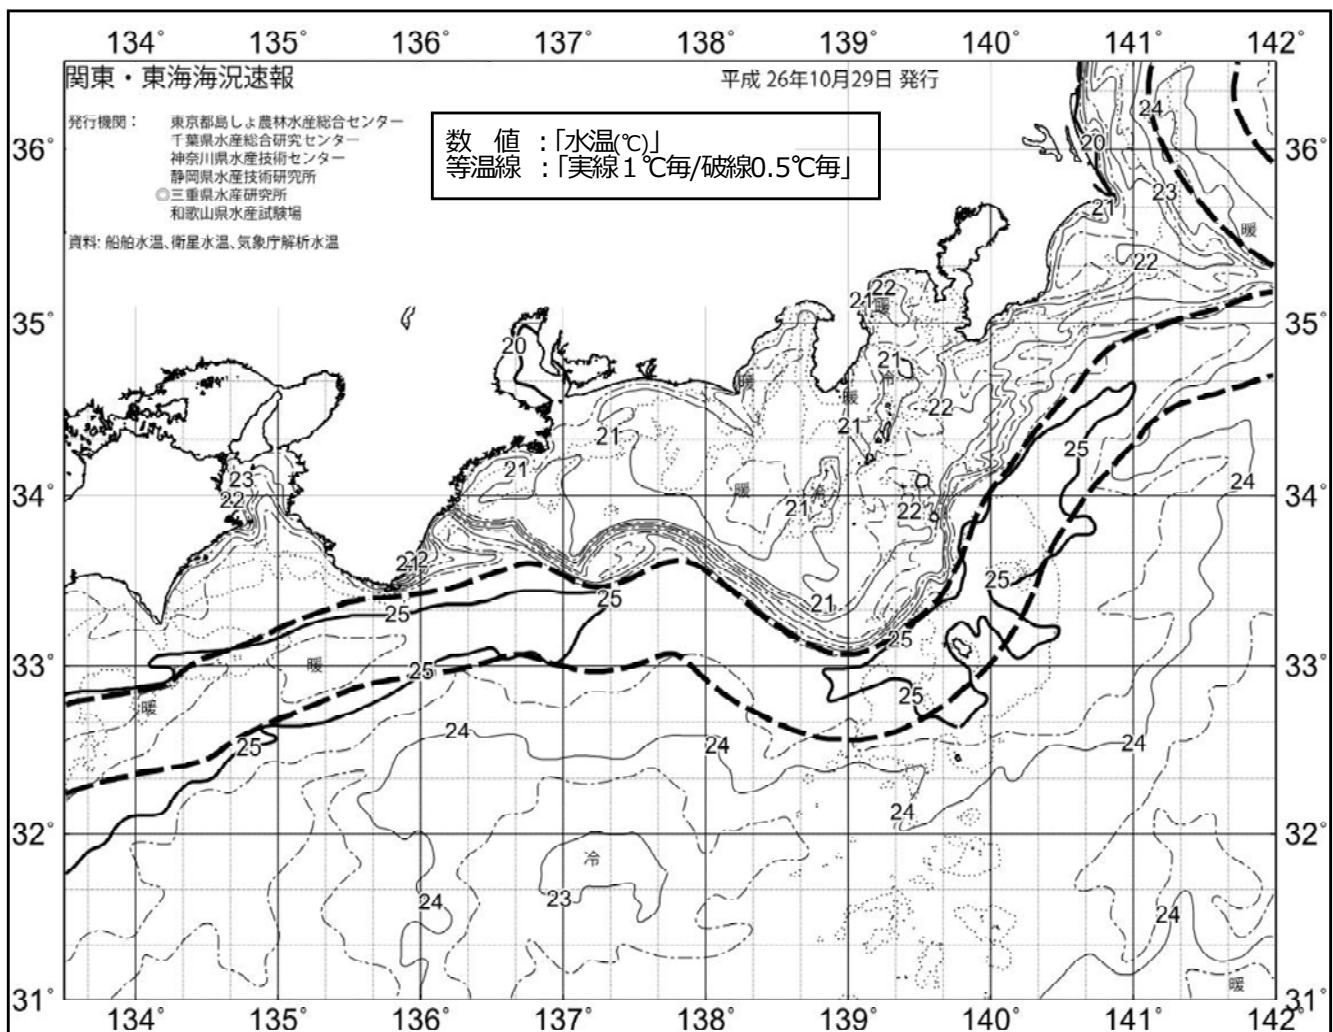 134° 135° 136° 137° 138° 139° 140° 141° 142°
関東・東海海況速報
平成 26年10月29日 発行
発行機関： 東京都島しょ農林水産総合センター
千葉県水産総合研究センター
神奈川県水産技術センター
静岡県水産技術研究所
◎三重県水産研究所
和歌山県水産試験場
資料: 船舶水温、衛星水温、気象庁解析水温
数 値 ：「水温(℃)」
等温線 ：「実線１℃毎/破線0.5℃毎」
24
20
36° 36°
23
21
暖
22
22
21
暖
35° 35°
20
21
暖
冷
暖
22
21
21
21
25
23
24
暖
冷
22
21
22
34° 34°
21
25
25
25
21
25
暖
25
33° 33°
25
暖
24
25
24
24
24
32° 32°
冷
24
23
24
暖
31° 31°
134° 135° 136° 137° 138° 139° 140° 141° 142°